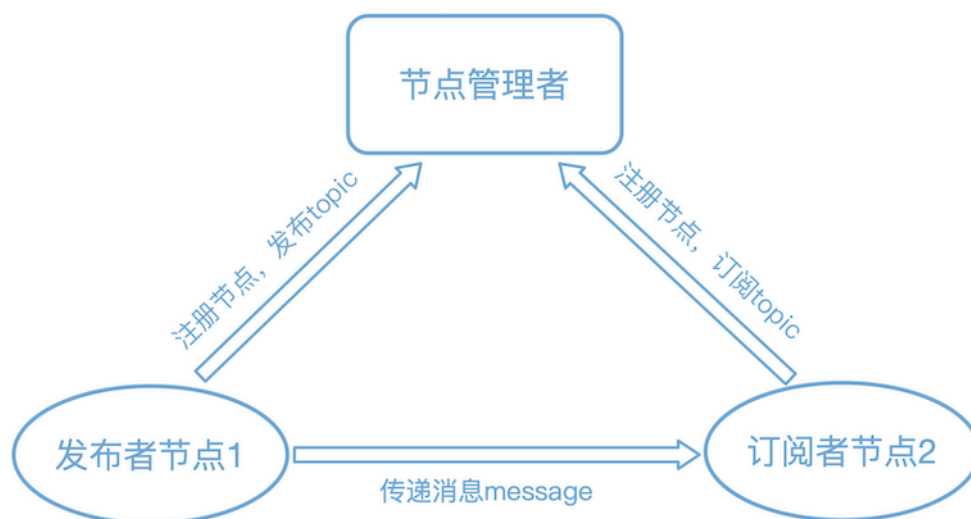 节点管理者
注册节点，发布topic
注册节点，订阅topic
发布者节点1
订阅者节点2
传递消息message